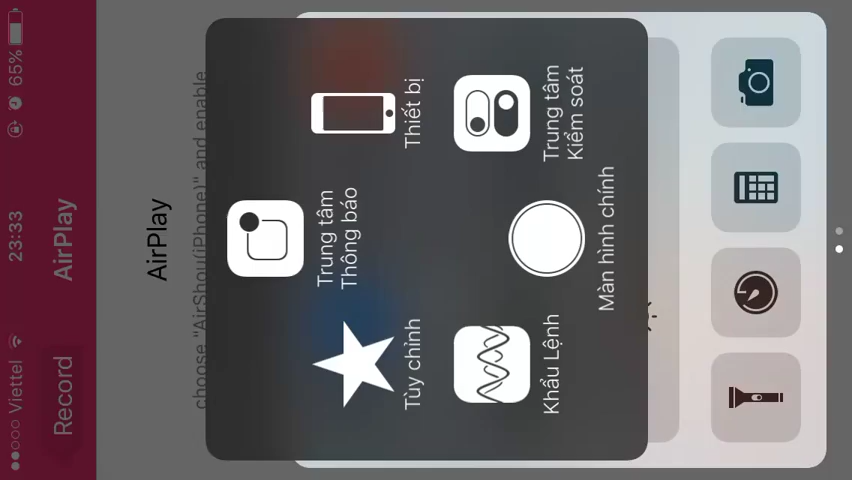 Viettel
23:33
65%
Record
AirPlay
AirPlay
choose "AirShou(iPhone)" and enable
Trung tâm
Thông báo
Tùy chỉnh
Thiết bị
Khẩu Lệnh
Trung tâm
Kiểm soát
Màn hình chính